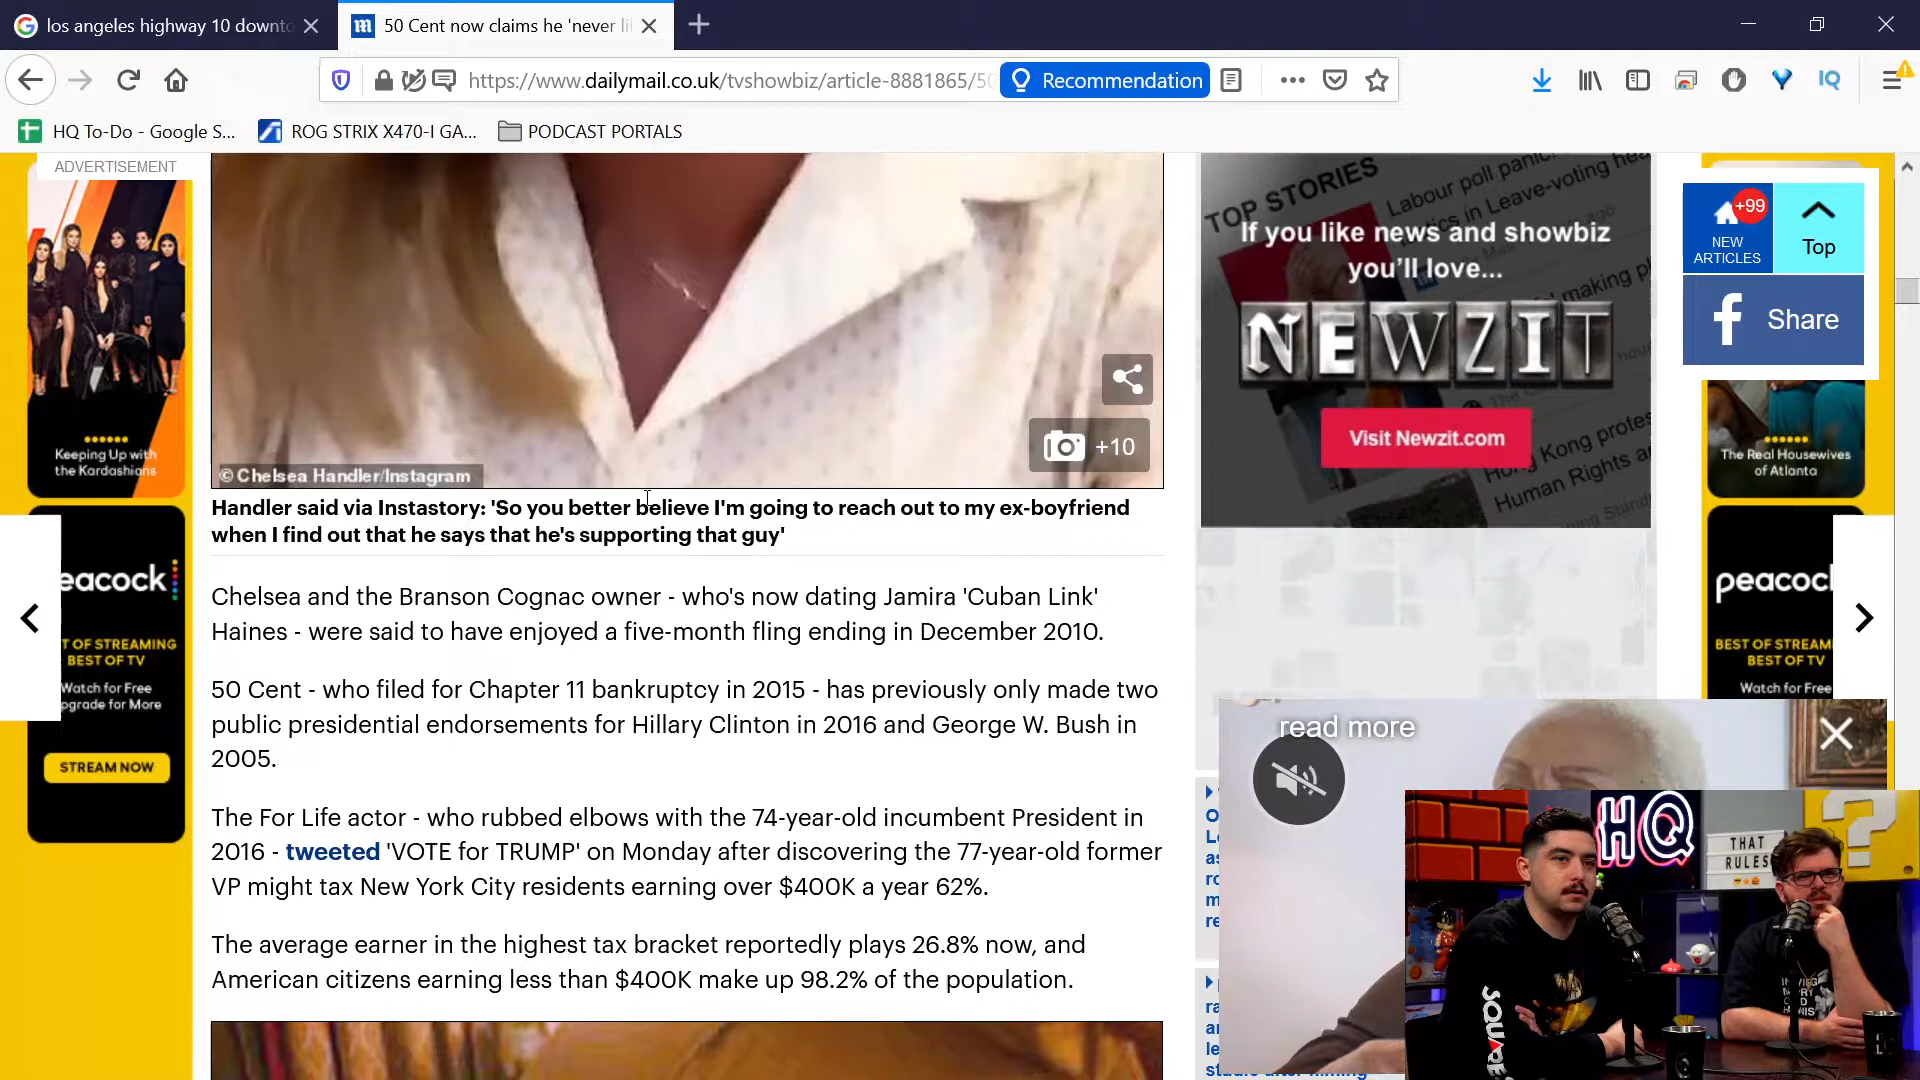 los angeles highway 10 downto
50 Cent now claims he 'never li
https://www.dailymail.co.uk/tvshowbiz/article-8881865/50
Recommendation
HQ To-Do - Google S...
ROG STRIX X470-I GA...
PODCAST PORTALS
ADVERTISEMENT
Keeping Up with
the Kardashians
peacock
T OF STREAMING
BEST OF TV
Watch for Free
pgrade for More
STREAM NOW
© Chelsea Handler/Instagram
+10
Handler said via Instastory: 'So you better believe I'm going to reach out to my ex-boyfriend
when I find out that he says that he's supporting that guy'
Chelsea and the Branson Cognac owner - who's now dating Jamira 'Cuban Link'
Haines - were said to have enjoyed a five-month fling ending in December 2010.
50 Cent - who filed for Chapter 11 bankruptcy in 2015 - has previously only made two
public presidential endorsements for Hillary Clinton in 2016 and George W. Bush in
2005.
The For Life actor - who rubbed elbows with the 74-year-old incumbent President in
2016 - tweeted 'VOTE for TRUMP' on Monday after discovering the 77-year-old former
VP might tax New York City residents earning over $400K a year 62%.
The average earner in the highest tax bracket reportedly plays 26.8% now, and
American citizens earning less than $400K make up 98.2% of the population.
TOP STORIES
Labour poll panic
in Leave-voting
If you like news and showbiz
you'll love...
NEWZIT
Visit Newzit.com
Hong Kong protes
Human Rights
+99
NEW
ARTICLES
Top
Share
The Real Housewives
of Atlanta
peacock
BEST OF STREAM
BEST OF TV
Watch for Free
read more
HQ
THAT
RULES
SQUARE